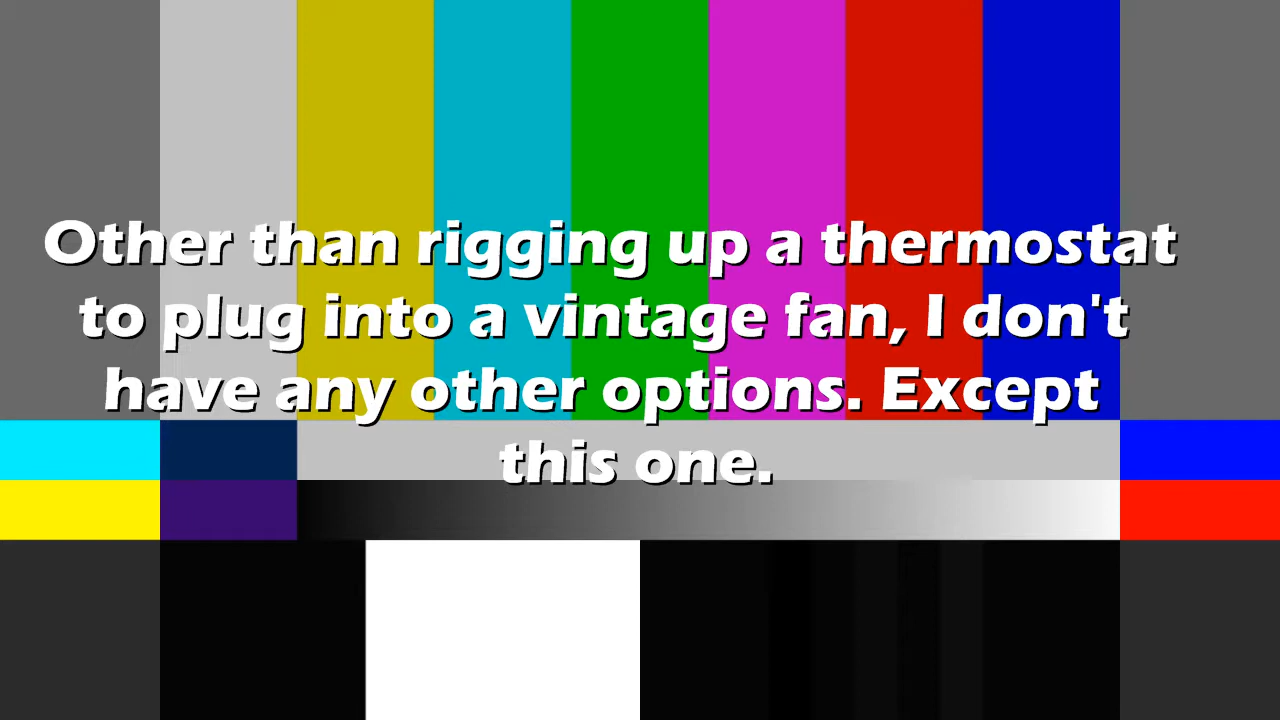 Other than rigging up a thermostat
to plug into a vintage fan, I don't
have any other options. Except
this one.